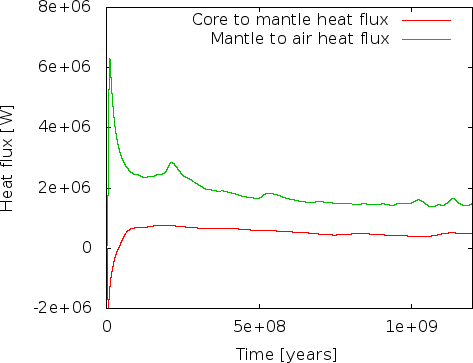 8e+06
6e+06
4e+06
2e+06
0
-2e+06
Heat flux [W]
Core to mantle heat flux
Mantle to air heat flux
0
5e+08
1e+09
Time [years]